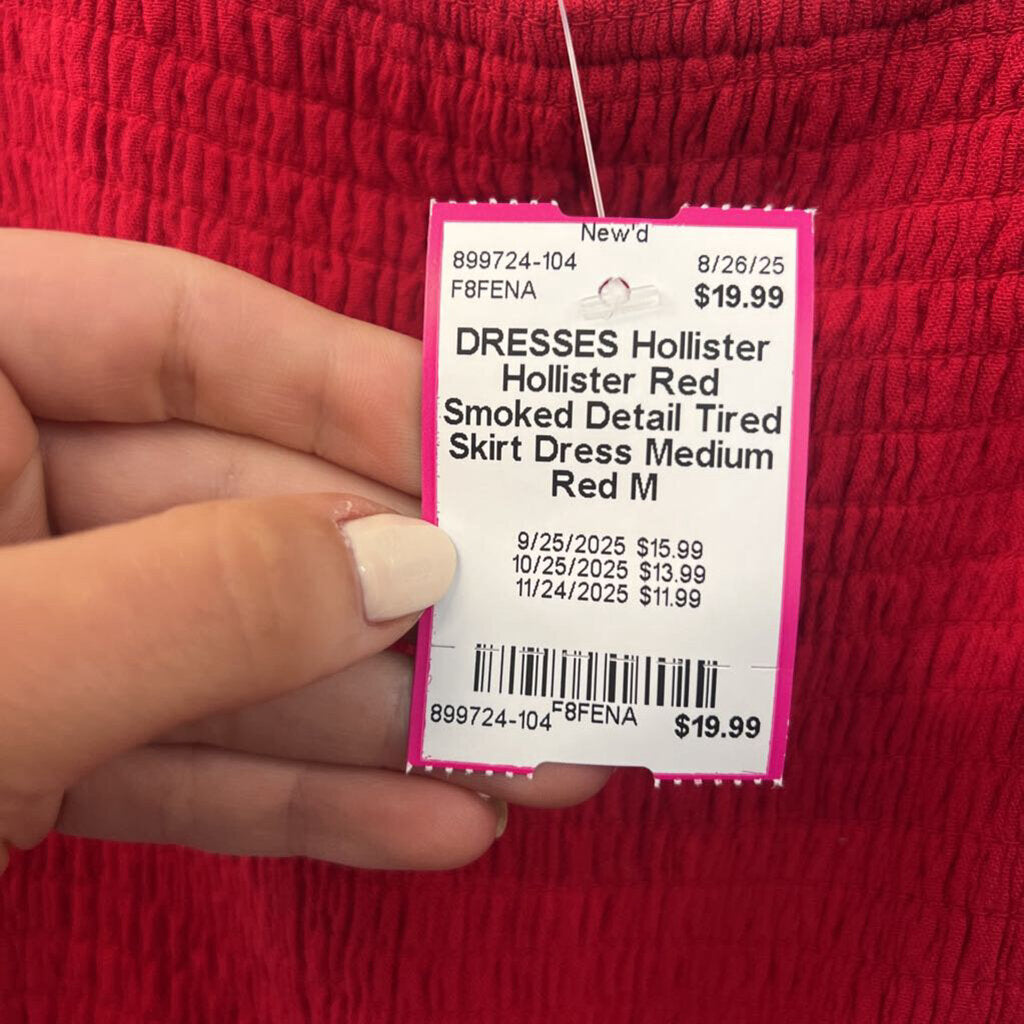 New'd
899724-104 8/26/25
F8FENA $19.99
DRESSES Hollister
Hollister Red
Smoked Detail Tired
Skirt Dress Medium
Red M
9/25/2025 $15.99
10/25/2025 $13.99
11/24/2025 $11.99
899724-104 F8FENA $19.99